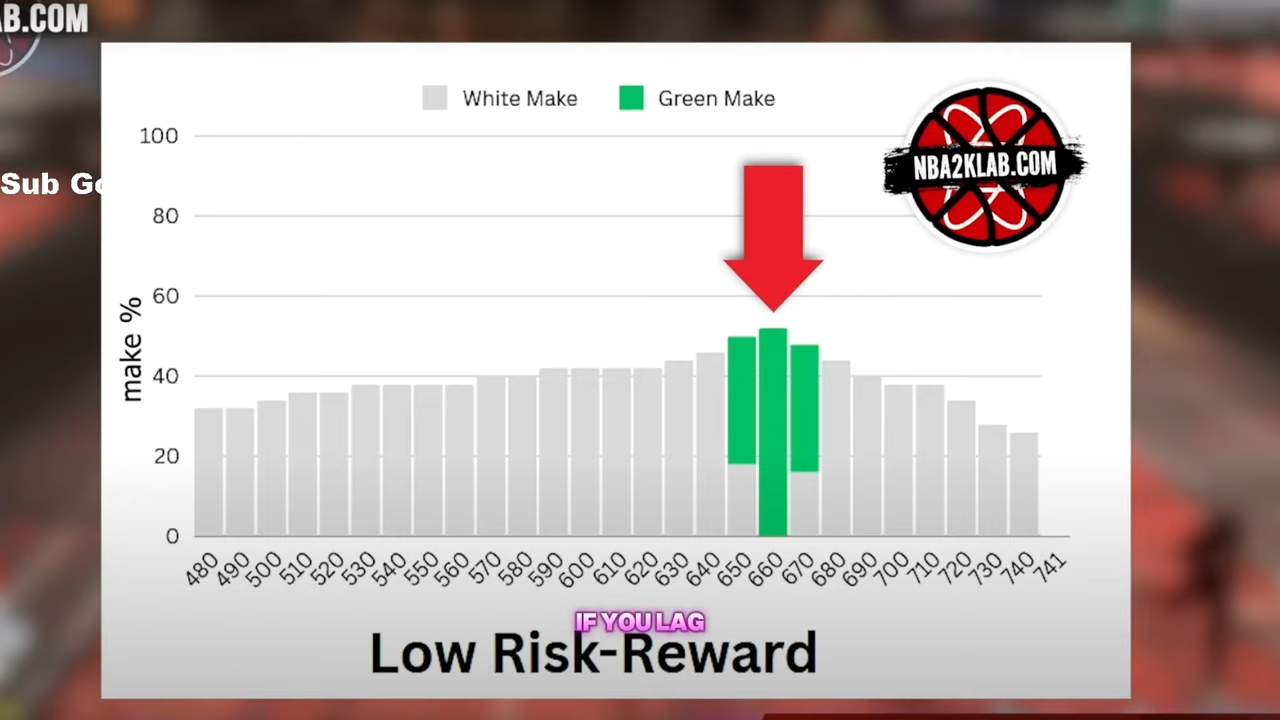 AB.COM
Sub Go
White Make Green Make
NBA2KLAB.COM
100
80
60
40
20
0
make %
480 490 500 510 520 530 540 550 560 570 580 590 600 610 620 630 640 650 660 670 680 690 700 710 720 730 740 741
IF YOU LAG
Low Risk-Reward